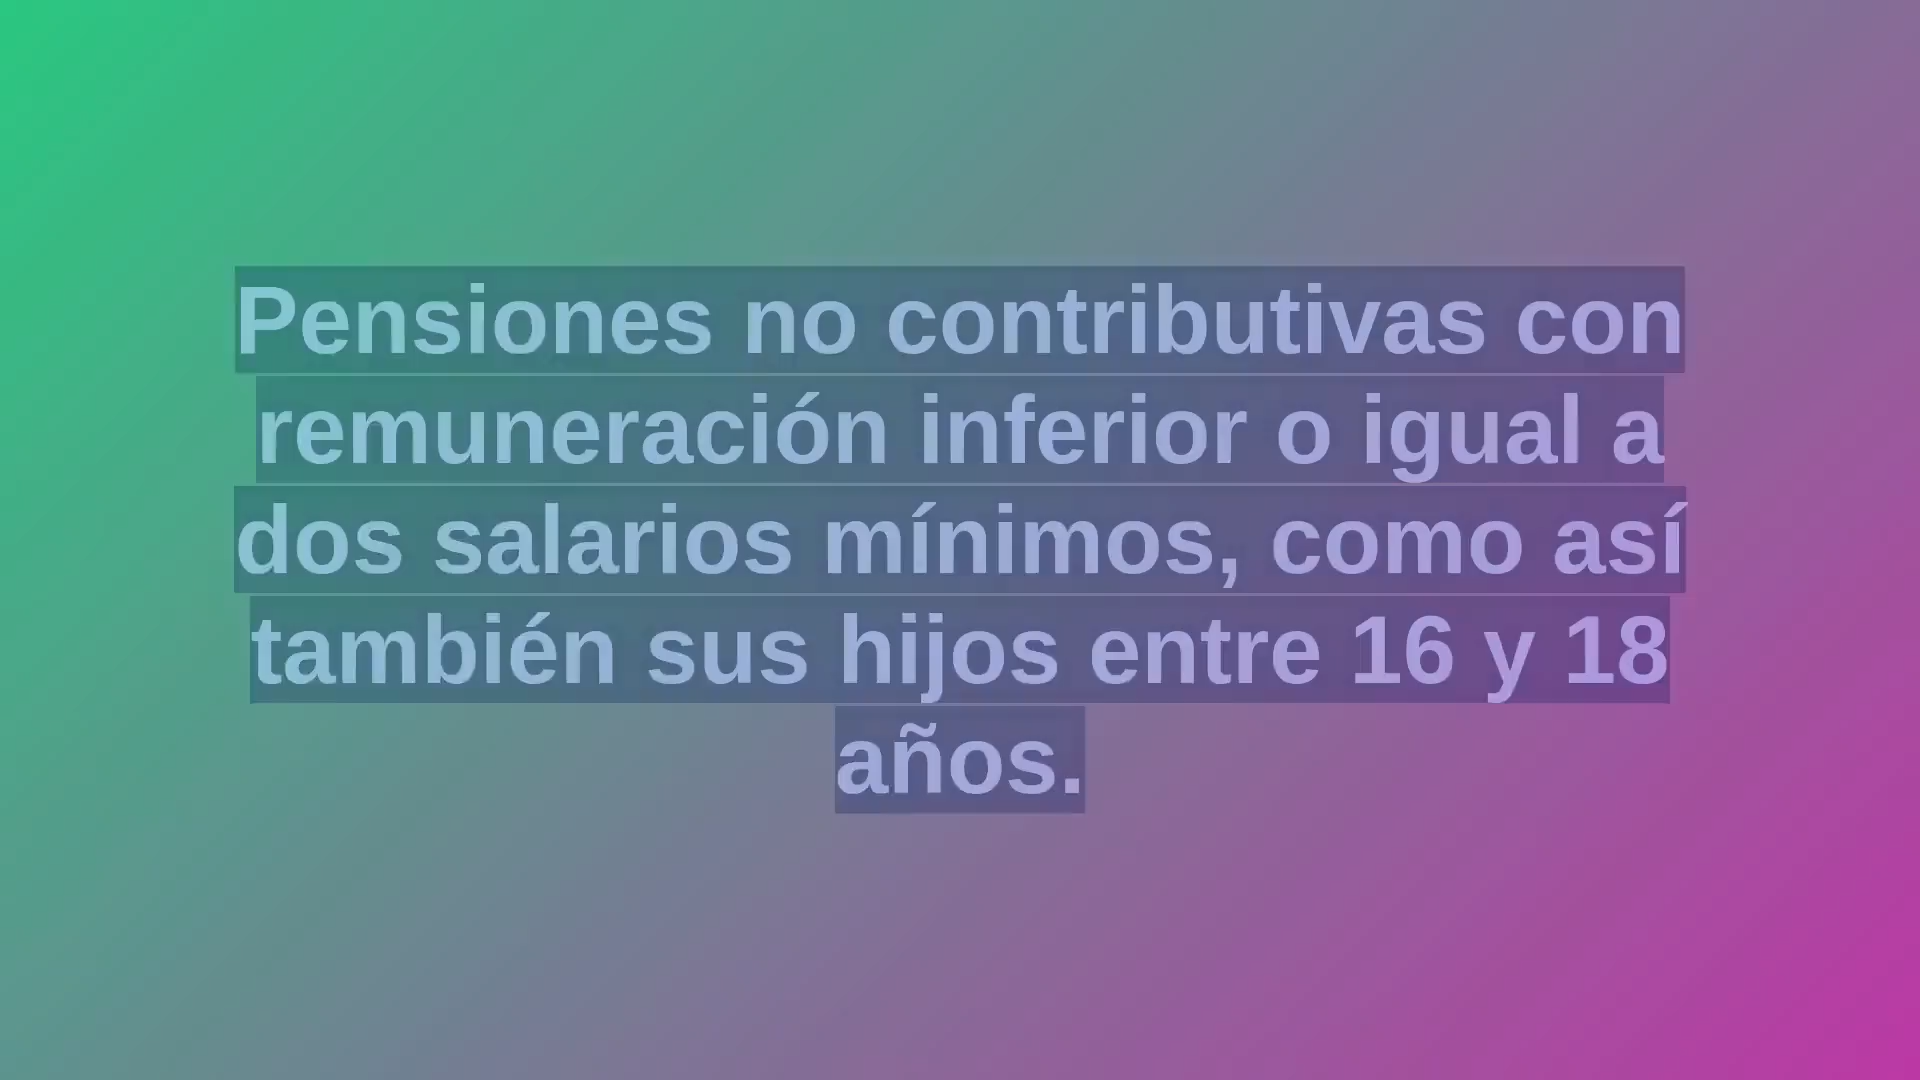 Pensiones no contributivas con
remuneración inferior o igual a
dos salarios mínimos, como así
también sus hijos entre 16 y 18
años.